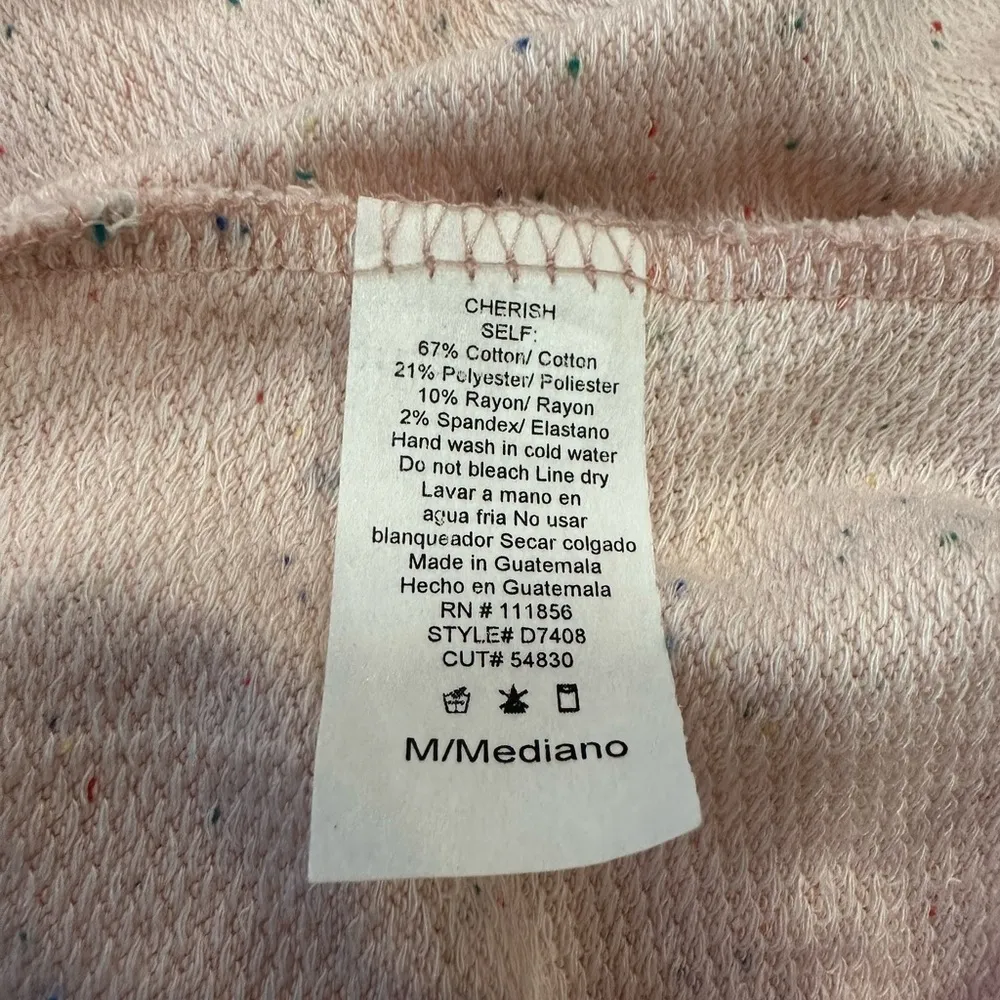 CHERISH
SELF:
67% Cotton/ Cotton
21% Polyester/ Poliester
10% Rayon/ Rayon
2% Spandex/ Elastano
Hand wash in cold water
Do not bleach Line dry
Lavar a mano en
agua fria No usar
blanqueador Secar colgado
Made in Guatemala
Hecho en Guatemala
RN # 111856
STYLE# D7408
CUT# 54830
M/Mediano